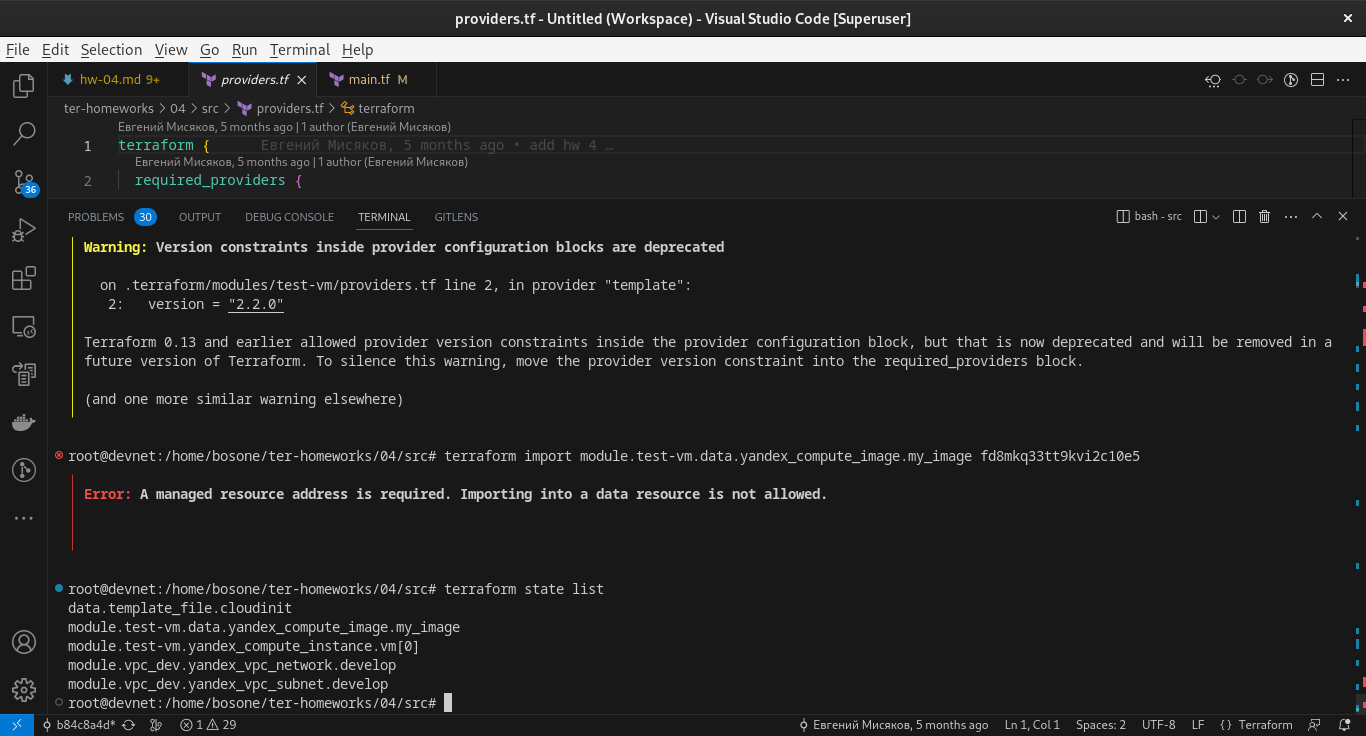 providers.tf - Untitled (Workspace) - Visual Studio Code [Superuser]
File Edit Selection View Go Run Terminal Help
hw-04.md 9+ providers.tf main.tf M
ter-homeworks > 04 > src > providers.tf > terraform
Евгений Мисяков, 5 months ago | 1 author (Евгений Мисяков)
1 terraform { Евгений Мисяков, 5 months ago • add hw 4 …
Евгений Мисяков, 5 months ago | 1 author (Евгений Мисяков)
2 required_providers {
36
PROBLEMS 30 OUTPUT DEBUG CONSOLE TERMINAL GITLENS bash - src
Warning: Version constraints inside provider configuration blocks are deprecated
on .terraform/modules/test-vm/providers.tf line 2, in provider "template":
2: version = "2.2.0"
Terraform 0.13 and earlier allowed provider version constraints inside the provider configuration block, but that is now deprecated and will be removed in a
future version of Terraform. To silence this warning, move the provider version constraint into the required_providers block.
(and one more similar warning elsewhere)
root@devnet:/home/bosone/ter-homeworks/04/src# terraform import module.test-vm.data.yandex_compute_image.my_image fd8mkq33tt9kvi2c10e5
Error: A managed resource address is required. Importing into a data resource is not allowed.
root@devnet:/home/bosone/ter-homeworks/04/src# terraform state list
data.template_file.cloudinit
module.test-vm.data.yandex_compute_image.my_image
module.test-vm.yandex_compute_instance.vm[0]
module.vpc_dev.yandex_vpc_network.develop
module.vpc_dev.yandex_vpc_subnet.develop
root@devnet:/home/bosone/ter-homeworks/04/src#
b84c8a4d* 1 29 Евгений Мисяков, 5 months ago Ln 1, Col 1 Spaces: 2 UTF-8 LF {} Terraform